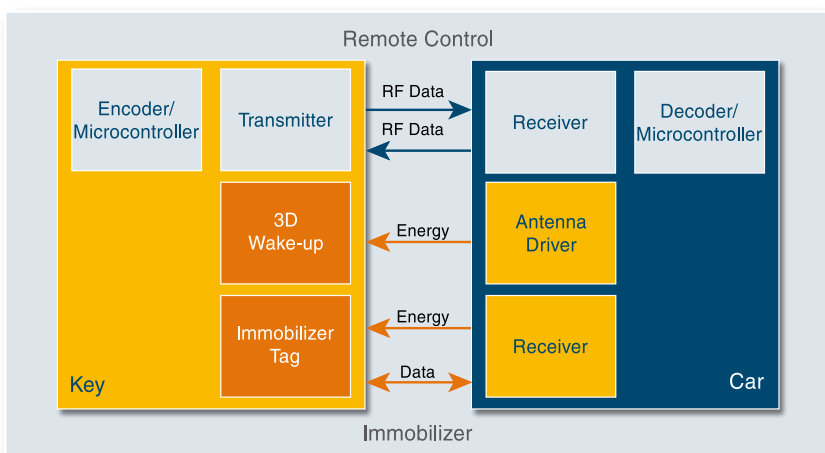 Remote Control
Encoder/
Microcontroller
Transmitter
RF Data
RF Data
Receiver
Decoder/
Microcontroller
3D
Wake-up
Energy
Antenna
Driver
Immobilizer
Tag
Energy
Data
Receiver
Key
Car
Immobilizer